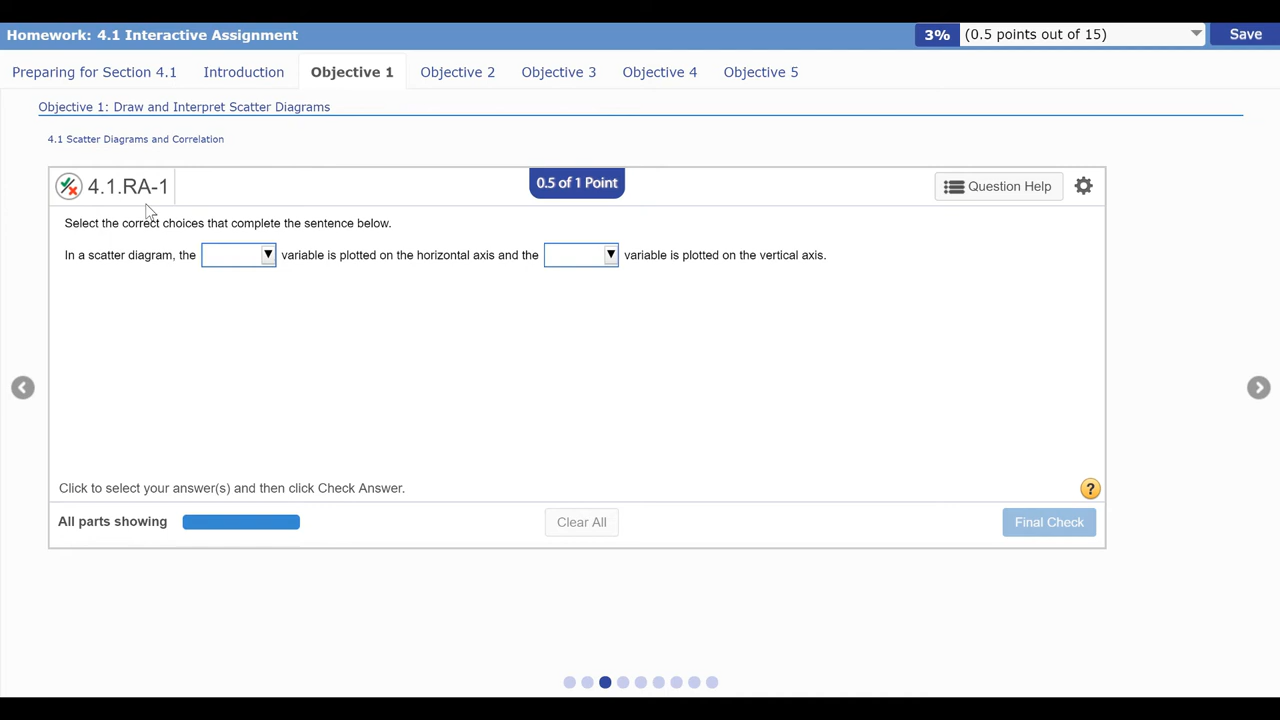 Homework: 4.1 Interactive Assignment
3% (0.5 points out of 15) Save
Preparing for Section 4.1 Introduction Objective 1 Objective 2 Objective 3 Objective 4 Objective 5
Objective 1: Draw and Interpret Scatter Diagrams
4.1 Scatter Diagrams and Correlation
4.1.RA-1 0.5 of 1 Point Question Help
Select the correct choices that complete the sentence below.
In a scatter diagram, the variable is plotted on the horizontal axis and the variable is plotted on the vertical axis.
Click to select your answer(s) and then click Check Answer. ?
All parts showing Clear All Final Check